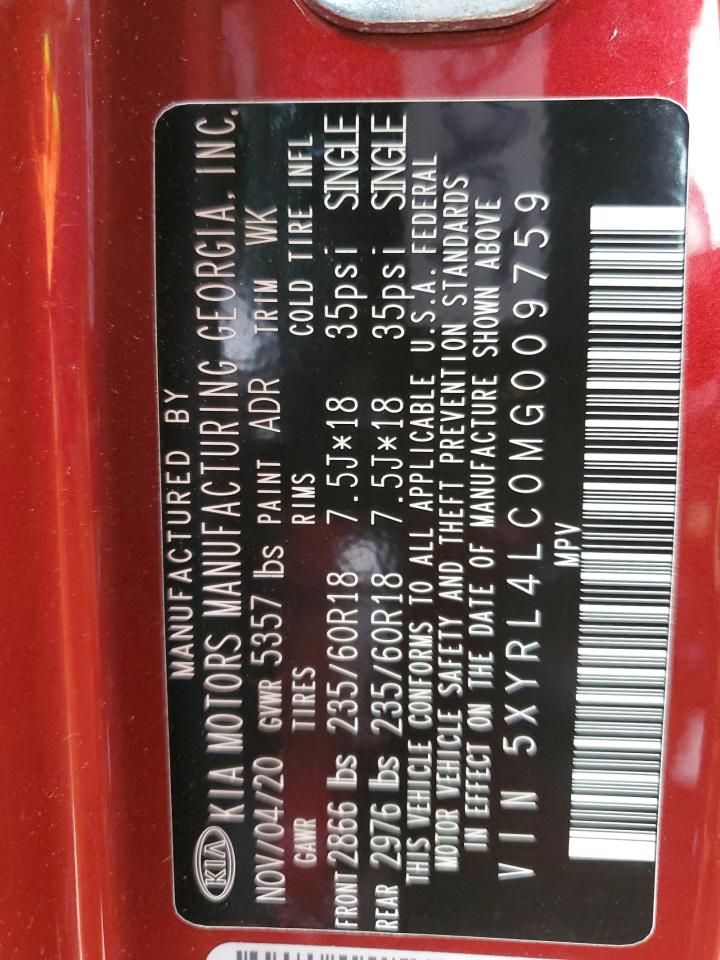 MANUFACTURED BY
KIA KIA MOTORS MANUFACTURING GEORGIA, INC.
NOV/04/20 GVWR 5357 lbs PAINT ADR TRIM WK
GAWR TIRES RIMS COLD TIRE INFL
FRONT 2866 lbs 235/60R18 7.5J*18 35psi SINGLE
REAR 2976 lbs 235/60R18 7.5J*18 35psi SINGLE
THIS VEHICLE CONFORMS TO ALL APPLICABLE U.S.A. FEDERAL
MOTOR VEHICLE SAFETY AND THEFT PREVENTION STANDARDS
IN EFFECT ON THE DATE OF MANUFACTURE SHOWN ABOVE
VIN 5XYRL4LC0MG009759
MPV